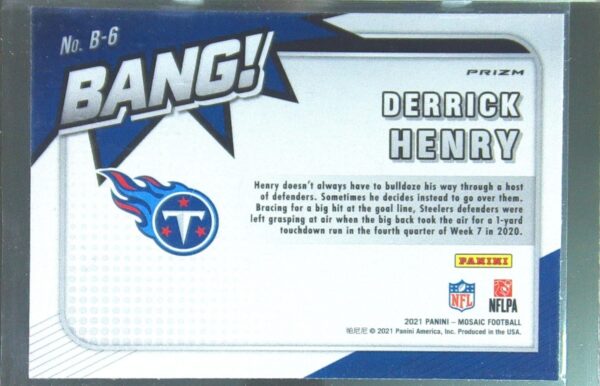 No. B-6
BANG!
PRIZM
DERRICK
HENRY
T
Henry doesn't always have to bulldoze his way through a host
of defenders. Sometimes he decides instead to go over them.
Bracing for a big hit at the goal line, Steelers defenders were
left grasping at air when the big back took the air for a 1-yard
touchdown run in the fourth quarter of Week 7 in 2020.
PANINI
NFL
NFLPA
2021 PANINI – MOSAIC FOOTBALL
帕尼尼 © 2021 Panini America, Inc. Produced in the USA.